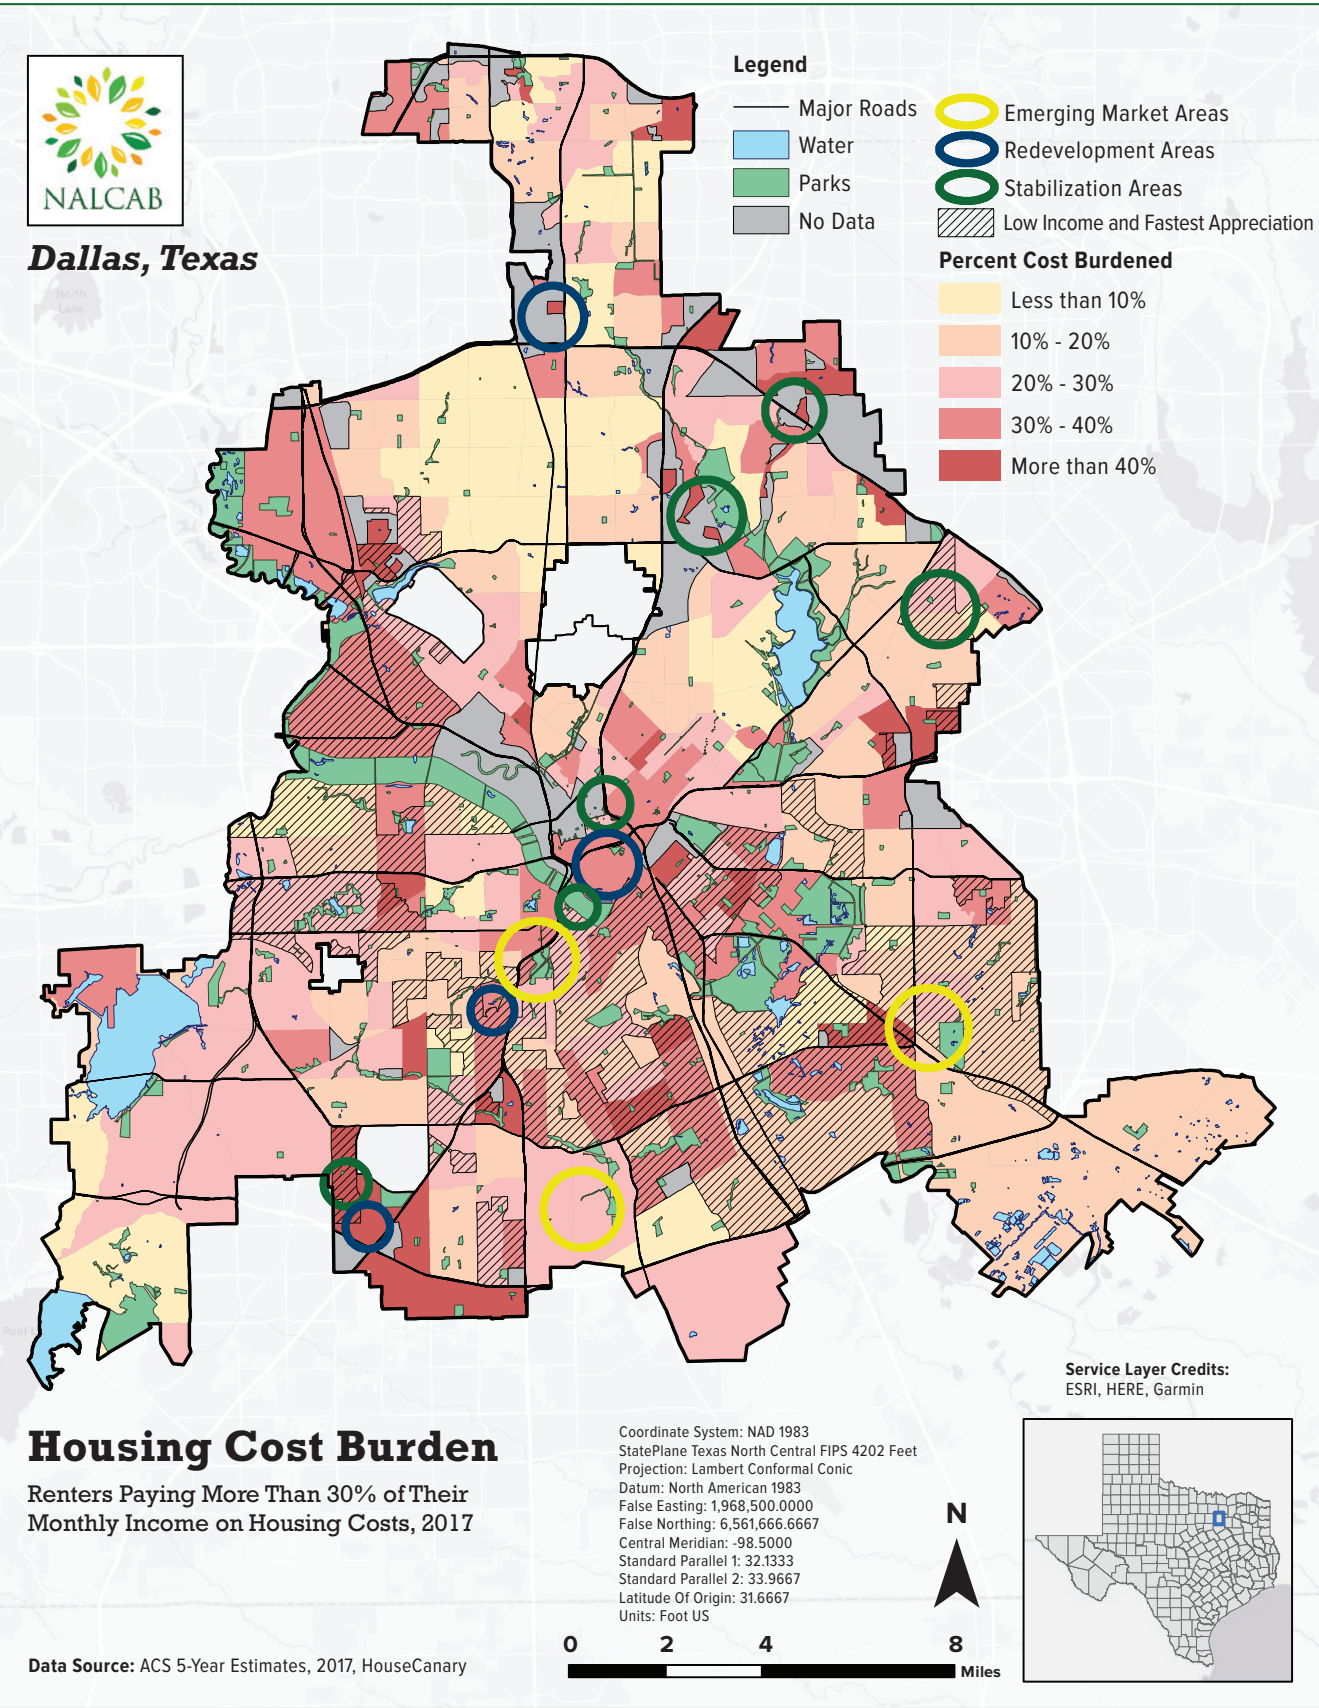 NALCAB
Dallas, Texas
Legend
Major Roads
Water
Parks
No Data
Emerging Market Areas
Redevelopment Areas
Stabilization Areas
Low Income and Fastest Appreciation
Percent Cost Burdened
Less than 10%
10% - 20%
20% - 30%
30% - 40%
More than 40%
North
Lake
Service Layer Credits:
ESRI, HERE, Garmin
Housing Cost Burden
Renters Paying More Than 30% of Their
Monthly Income on Housing Costs, 2017
Coordinate System: NAD 1983
StatePlane Texas North Central FIPS 4202 Feet
Projection: Lambert Conformal Conic
Datum: North American 1983
False Easting: 1,968,500.0000
False Northing: 6,561,666.6667
Central Meridian: -98.5000
Standard Parallel 1: 32.1333
Standard Parallel 2: 33.9667
Latitude Of Origin: 31.6667
Units: Foot US
N
0 2 4 8
Miles
Data Source: ACS 5-Year Estimates, 2017, HouseCanary